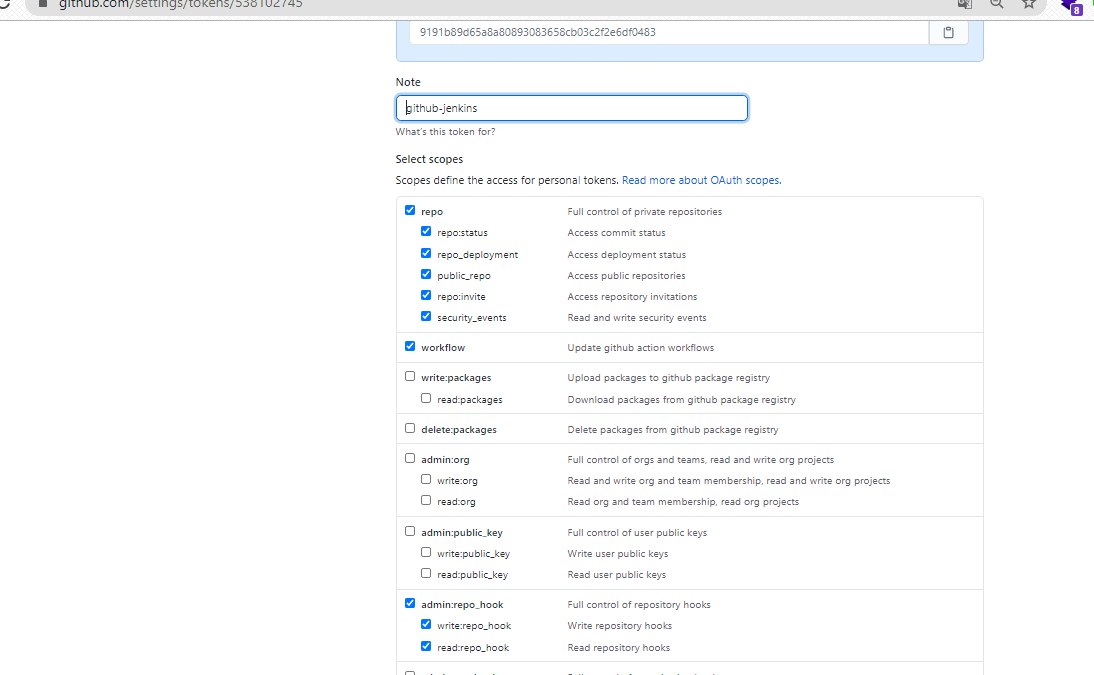 github.com/settings/tokens/538102745
8
9191b89d65a8a80893083658cb03c2f2e6df0483
Note
github-jenkins
What's this token for?
Select scopes
Scopes define the access for personal tokens. Read more about OAuth scopes.
repo Full control of private repositories
repo:status Access commit status
repo_deployment Access deployment status
public_repo Access public repositories
repo:invite Access repository invitations
security_events Read and write security events
workflow Update github action workflows
write:packages Upload packages to github package registry
read:packages Download packages from github package registry
delete:packages Delete packages from github package registry
admin:org Full control of orgs and teams, read and write org projects
write:org Read and write org and team membership, read and write org projects
read:org Read org and team membership, read org projects
admin:public_key Full control of user public keys
write:public_key Write user public keys
read:public_key Read user public keys
admin:repo_hook Full control of repository hooks
write:repo_hook Write repository hooks
read:repo_hook Read repository hooks